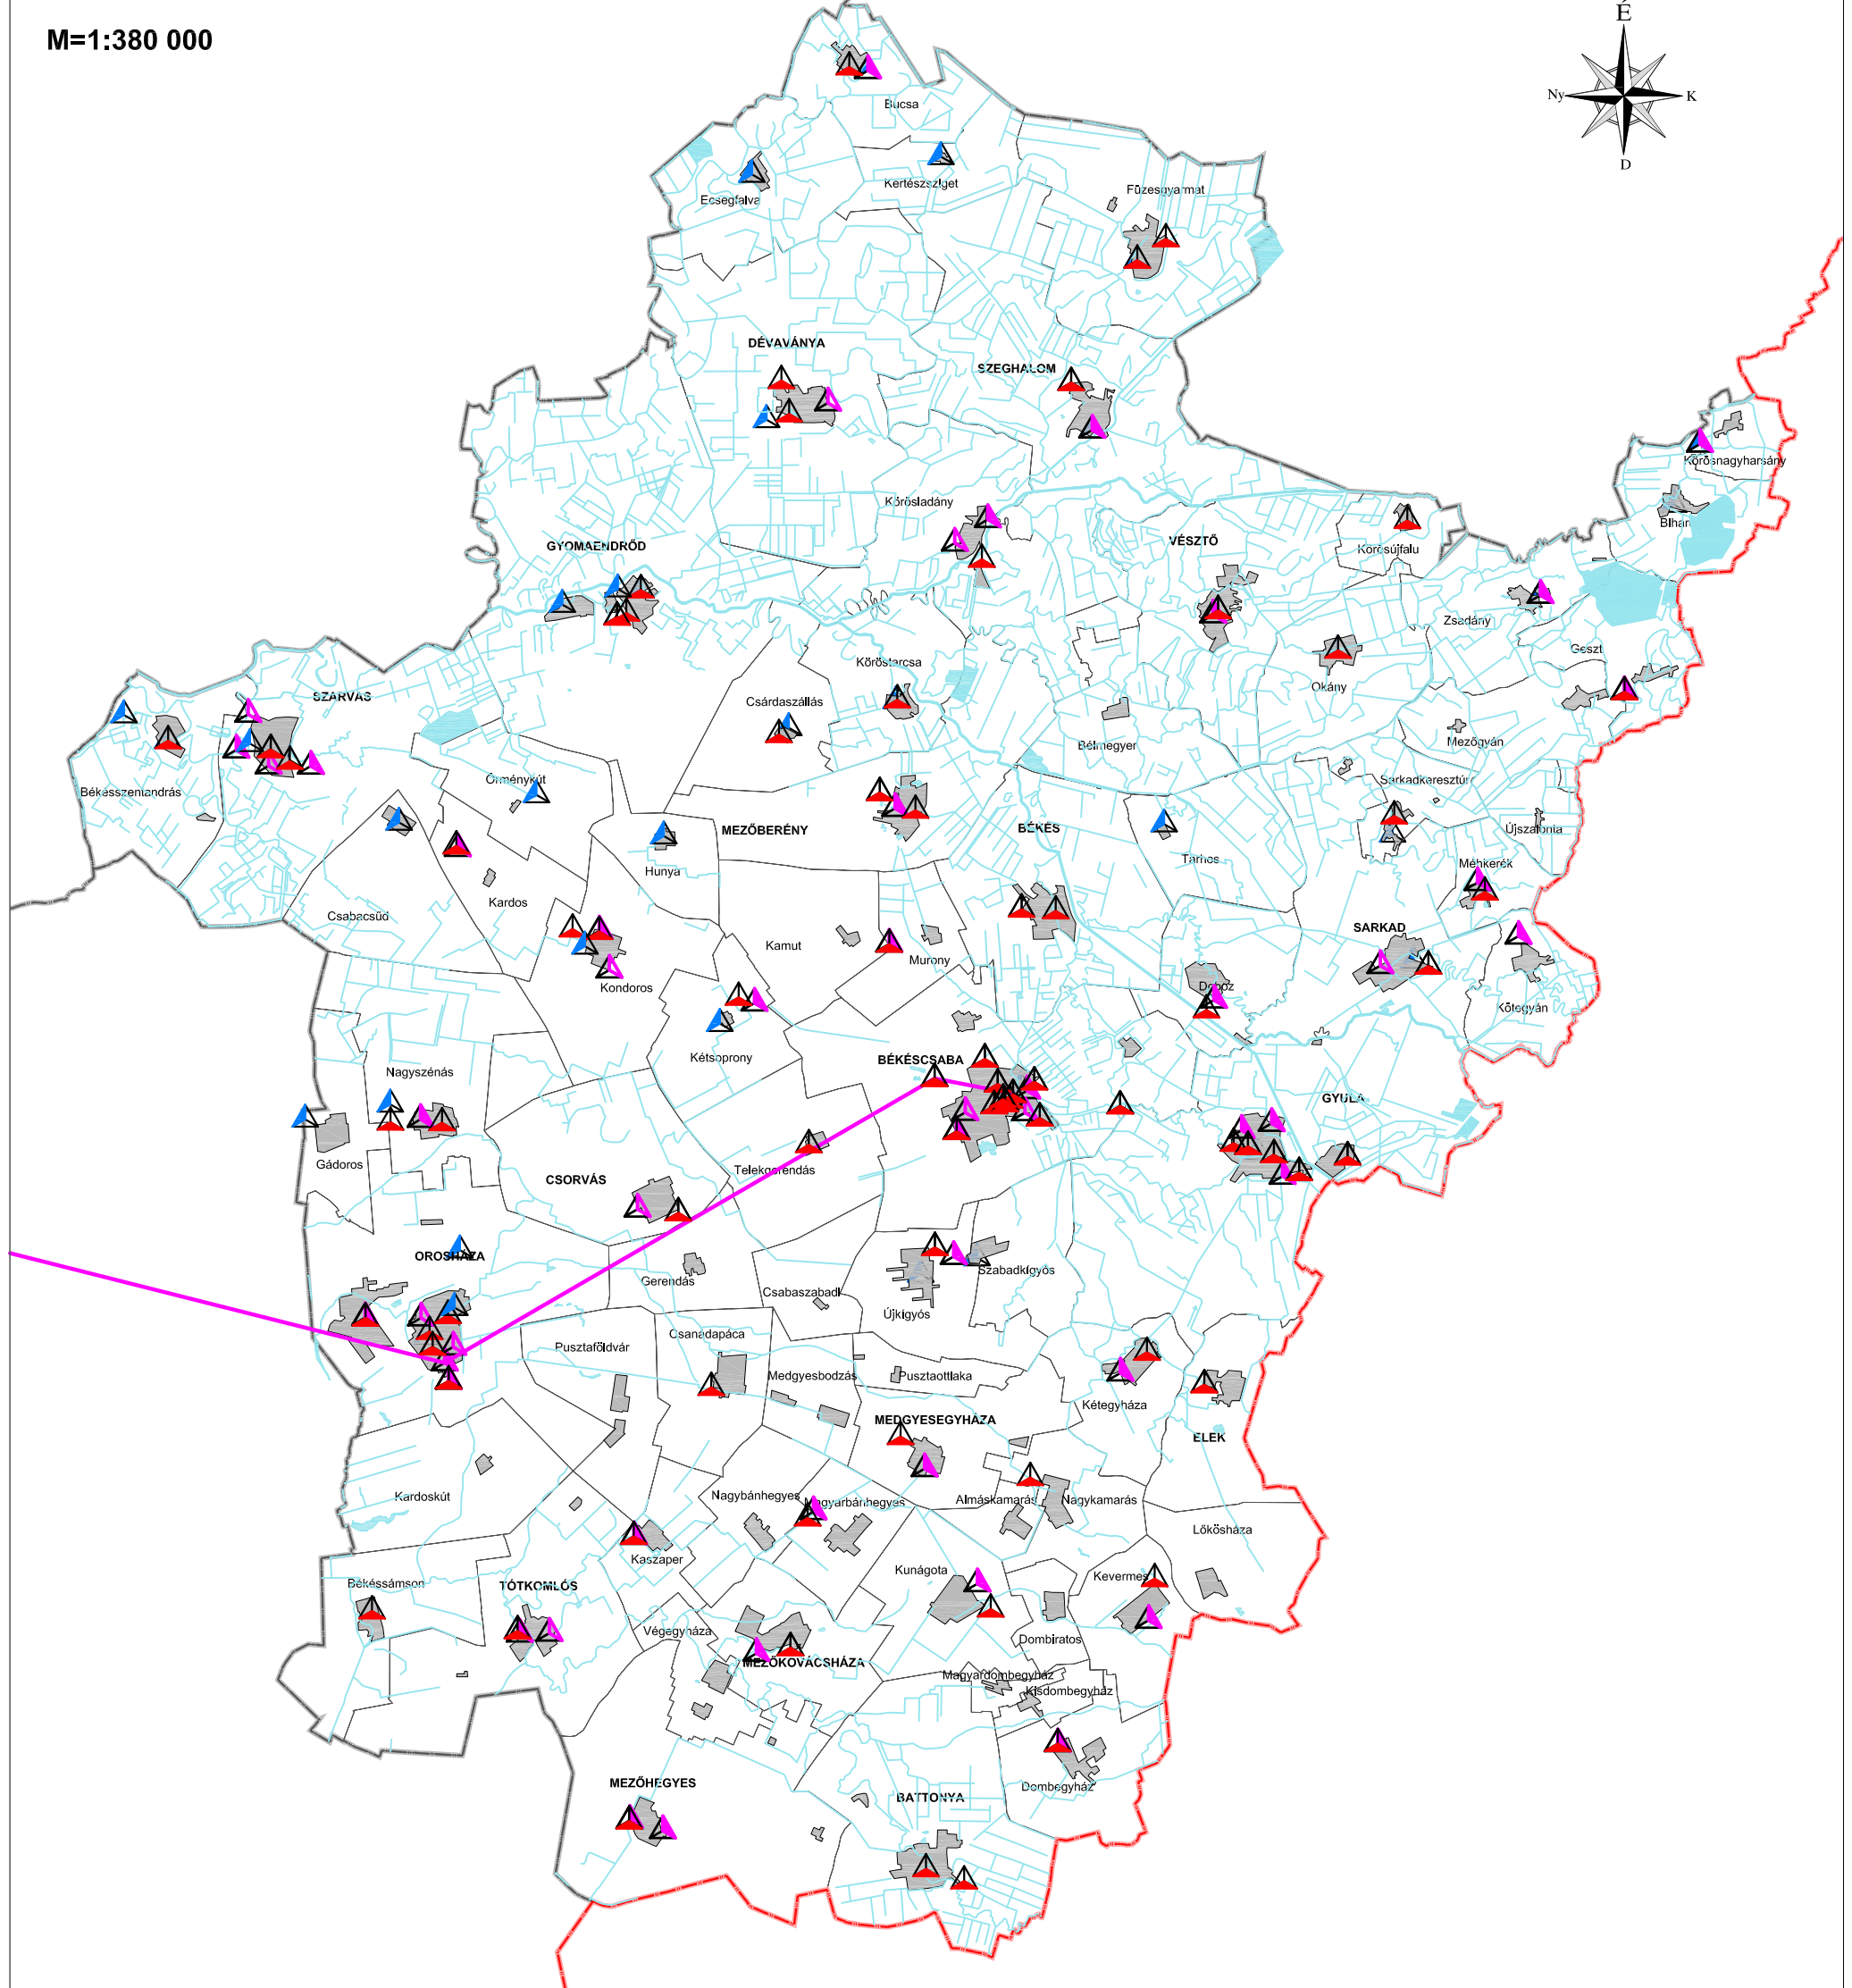 M=1:380 000
É
Ny
K
D
Bucsa
Kertészsziget
Ecsegfalva
Füzesgyarmat
DÉVAVÁNYA
SZEGHALOM
Körösnagyharsány
Körösladány
Bihar
VÉSZTŐ
GYOMAENDRŐD
Körösújfalu
Zsadány
Geszt
Köröstarcsa
SZARVAS
Okány
Csárdaszállás
Mezőgyán
Bélmegyer
Sarkadkeresztúr
Örménykút
Békésszentandrás
MEZŐBERÉNY
BÉKÉS
Újszalonta
Tarhos
Méhkerék
Hunya
Kardos
Csabacsűd
SARKAD
Kamut
Murony
Kondoros
Doboz
Kötegyán
Kétsoprony
BÉKÉSCSABA
Nagyszénás
GYULA
Gádoros
Telekgerendás
CSORVÁS
OROSHÁZA
Szabadkígyós
Gerendás
Csabaszabadi
Újkígyós
Csanádapáca
Pusztaföldvár
Medgyesbodzás
Pusztaottlaka
Kétegyháza
MEDGYESEGYHÁZA
ELEK
Kardoskút
Nagybánhegyes
Magyarbánhegyes
Almáskamarás
Nagykamarás
Lőkösháza
Kaszaper
Kunágota
Kevermes
Békéssámson
TÓTKOMLÓS
Végegyháza
Dombiratos
MEZŐKOVÁCSHÁZA
Magyardombegyház
Kisdombegyház
MEZŐHEGYES
Dombegyház
BATTONYA